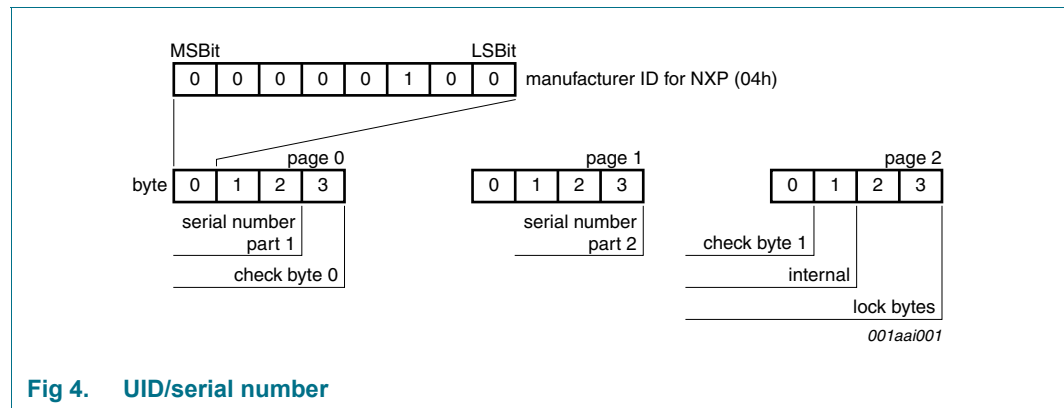 MSBit LSBit
0 0 0 0 0 1 0 0 manufacturer ID for NXP (04h)
page 0 page 1 page 2
byte 0 1 2 3 0 1 2 3 0 1 2 3
serial number serial number
part 1 part 2 check byte 1
check byte 0 internal
lock bytes
001aai001
Fig 4. UID/serial number